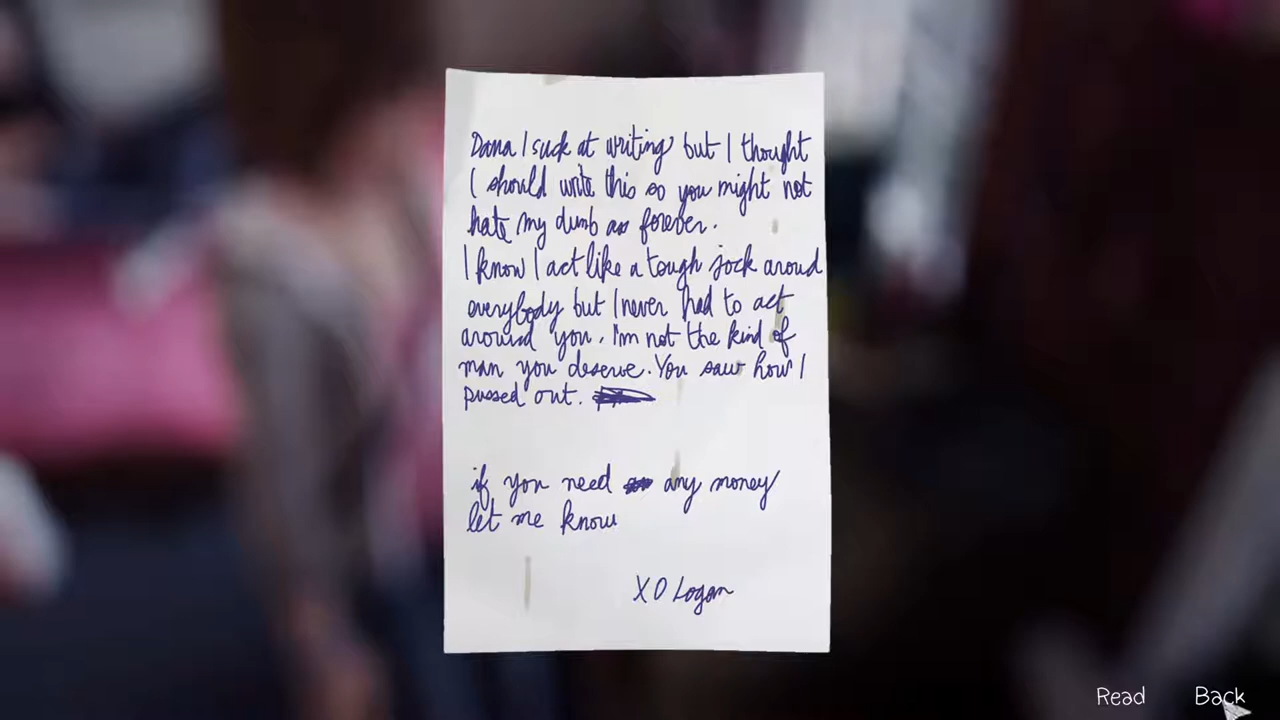 Dana I suck at writing but I thought
I should write this so you might not
hate my dumb ass forever.
I know I act like a tough jock aroud
everybody but I never had to act
around you. I'm not the kind of
man you deserve. You saw how I
pussed out.
if you need any money
let me know
XO Logan
Read Back